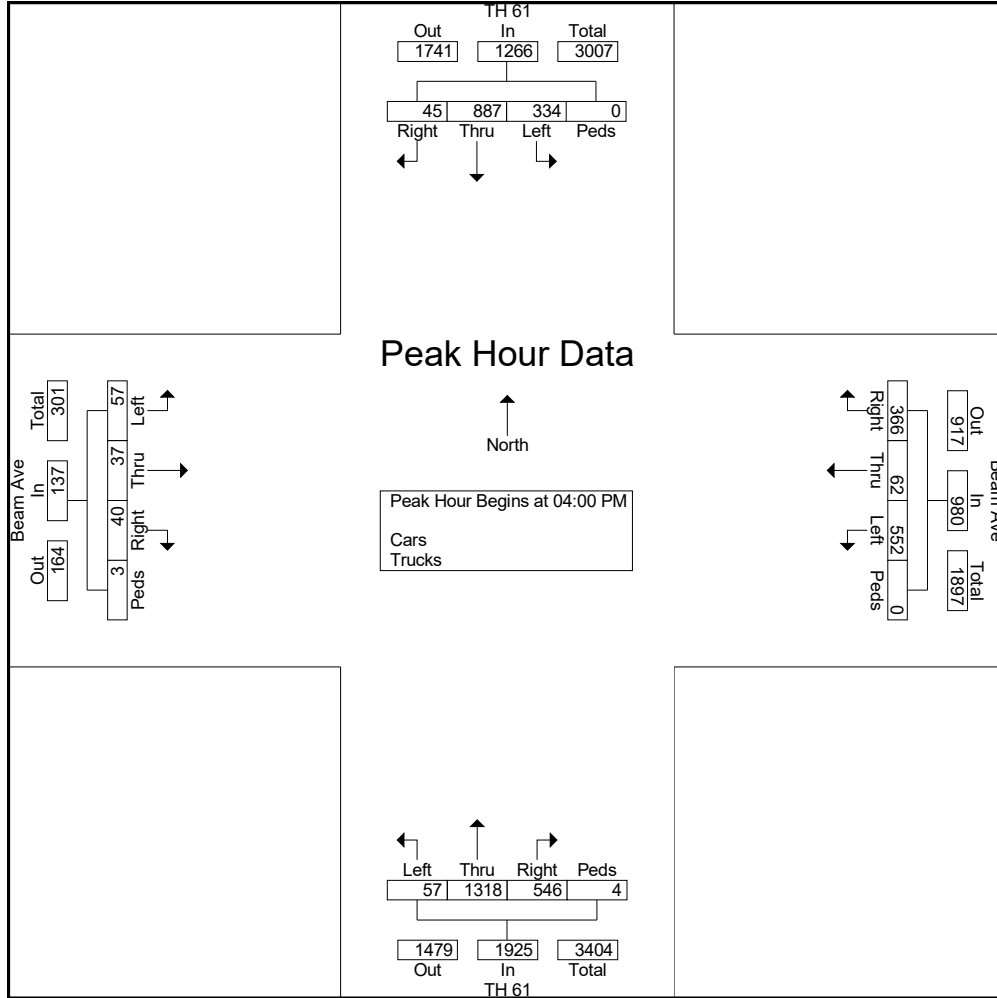 TH 61
Out In Total
1741 1266 3007
45 887 334 0
Right Thru Left Peds
Peak Hour Data
North
Peak Hour Begins at 04:00 PM
Cars
Trucks
Beam Ave
Total In Out
301 137 164
57 37 40 3
Left Thru Right Peds
Right Thru Left Peds
366 62 552 0
Out In Total
917 980 1897
Beam Ave
Left Thru Right Peds
57 1318 546 4
1479 1925 3404
Out In Total
TH 61